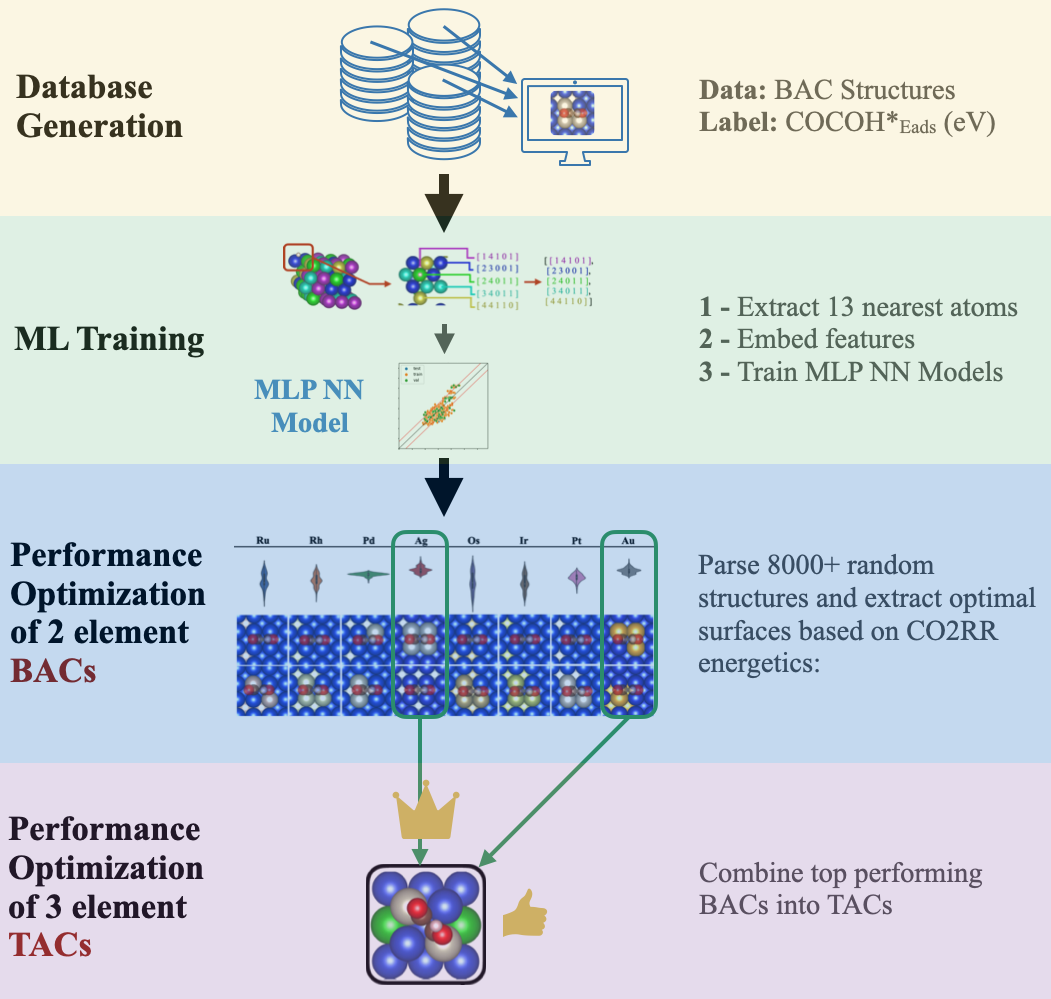 Database
Generation
Data: BAC Structures
Label: COCOH*Eads (eV)
ML Training
[14101]
[23001]
[24011]
[34011]
[44110]
[[14101],
[23001],
[24011],
[34011],
[44110]]
1 - Extract 13 nearest atoms
2 - Embed features
3 - Train MLP NN Models
MLP NN
Model
test
train
val
Performance
Optimization
of 2 element
BACs
Ru Rh Pd Ag Os Ir Pt Au
Parse 8000+ random
structures and extract optimal
surfaces based on CO2RR
energetics:
Performance
Optimization
of 3 element
TACs
Combine top performing
BACs into TACs